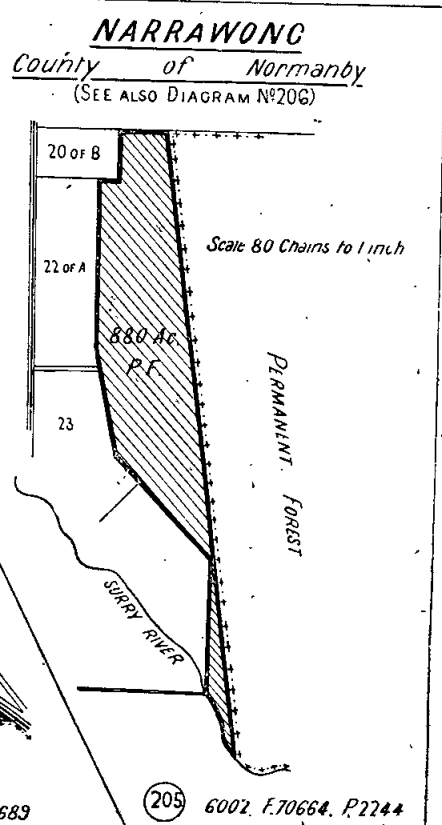 NARRAWONG
County of Normanby
(SEE ALSO DIAGRAM Nº206)
20 OF B
Scale 80 Chains to 1 inch
22 OF A
880 Ac.
P.F.
PERMANENT FOREST
23
SURRY RIVER
689
205 6002. F.70664. P.2244